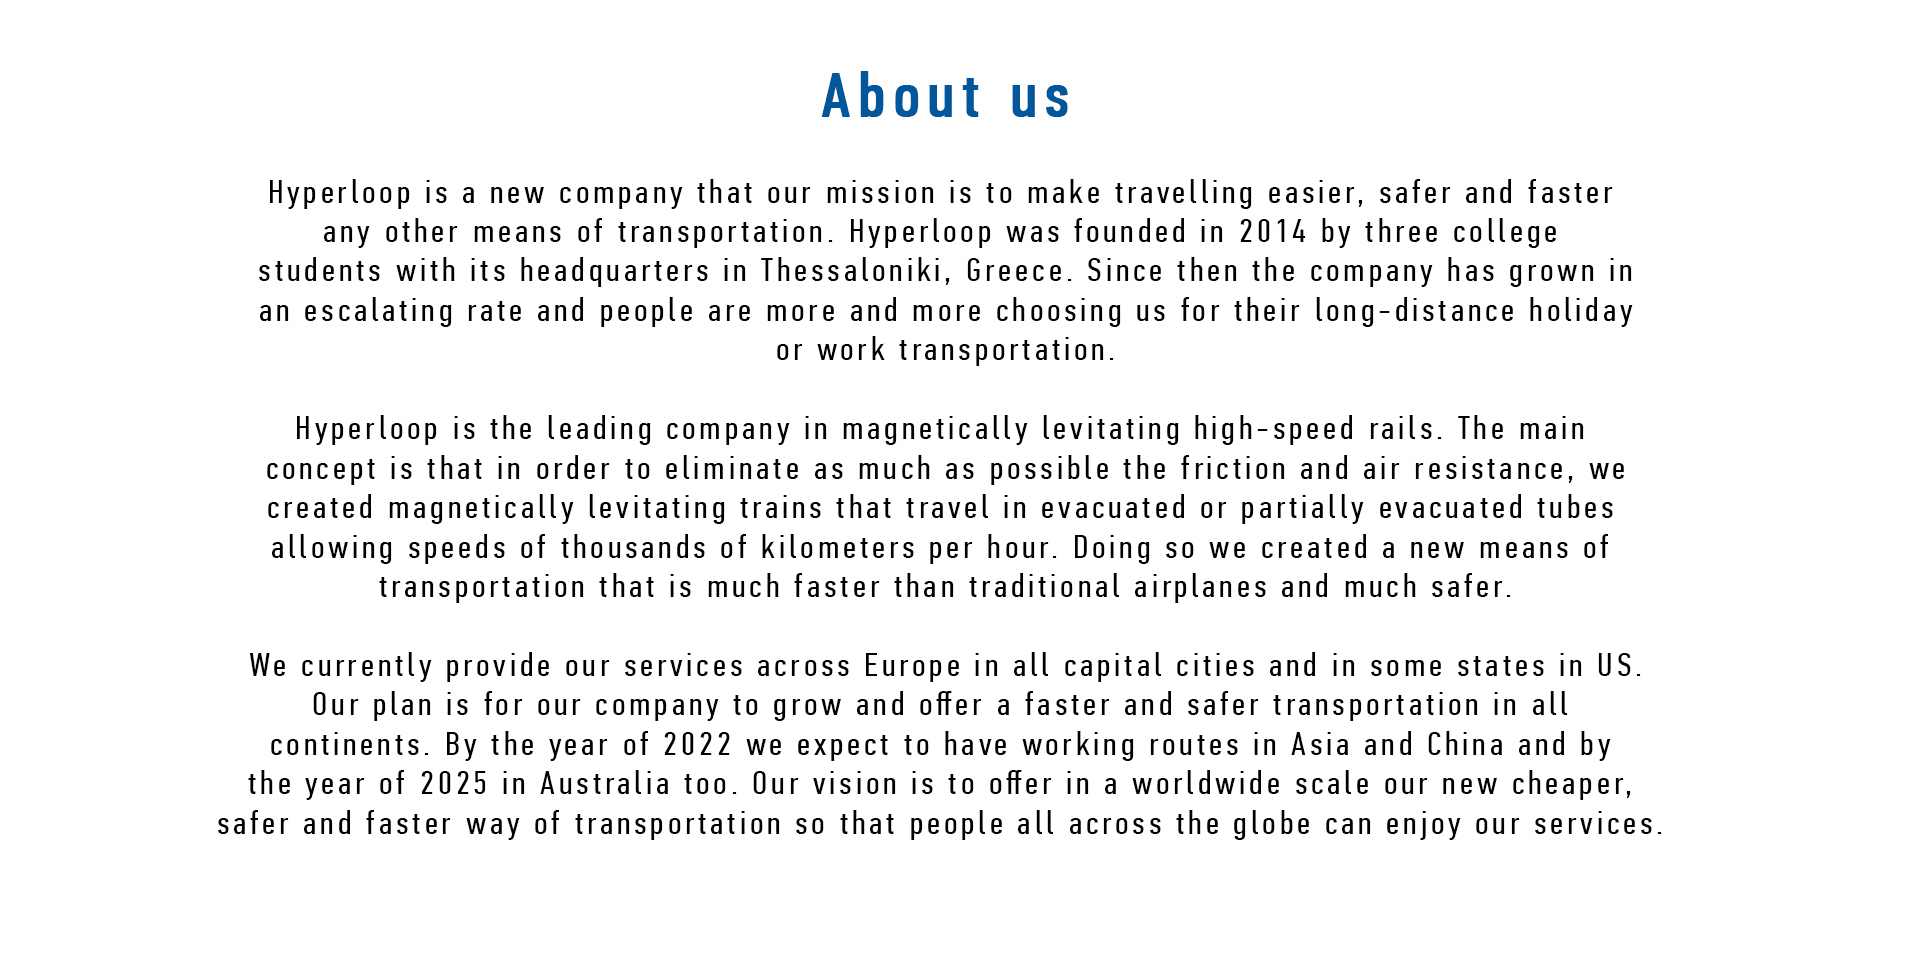 About us
Hyperloop is a new company that our mission is to make travelling easier, safer and faster
any other means of transportation. Hyperloop was founded in 2014 by three college
students with its headquarters in Thessaloniki, Greece. Since then the company has grown in
an escalating rate and people are more and more choosing us for their long-distance holiday
or work transportation.
Hyperloop is the leading company in magnetically levitating high-speed rails. The main
concept is that in order to eliminate as much as possible the friction and air resistance, we
created magnetically levitating trains that travel in evacuated or partially evacuated tubes
allowing speeds of thousands of kilometers per hour. Doing so we created a new means of
transportation that is much faster than traditional airplanes and much safer.
We currently provide our services across Europe in all capital cities and in some states in US.
Our plan is for our company to grow and offer a faster and safer transportation in all
continents. By the year of 2022 we expect to have working routes in Asia and China and by
the year of 2025 in Australia too. Our vision is to offer in a worldwide scale our new cheaper,
safer and faster way of transportation so that people all across the globe can enjoy our services.